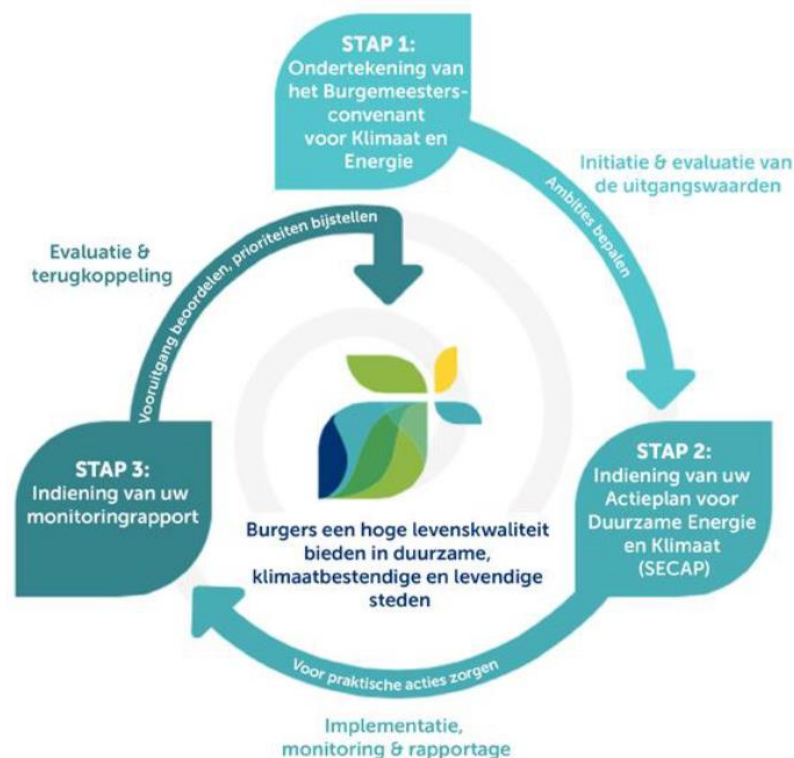 STAP 1:
Ondertekening van
het Burgemeesters-
convenant
voor Klimaat en
Energie
Initiatie & evaluatie van
de uitgangswaarden
Ambities bepalen
STAP 2:
Indiening van uw
Actieplan voor
Duurzame Energie
en Klimaat
(SECAP)
Voor praktische acties zorgen
Implementatie,
monitoring & rapportage
STAP 3:
Indiening van uw
monitoringrapport
Vooruitgang beoordelen, prioriteiten bijstellen
Evaluatie &
terugkoppeling
Burgers een hoge levenskwaliteit
bieden in duurzame,
klimaatbestendige en levendige
steden